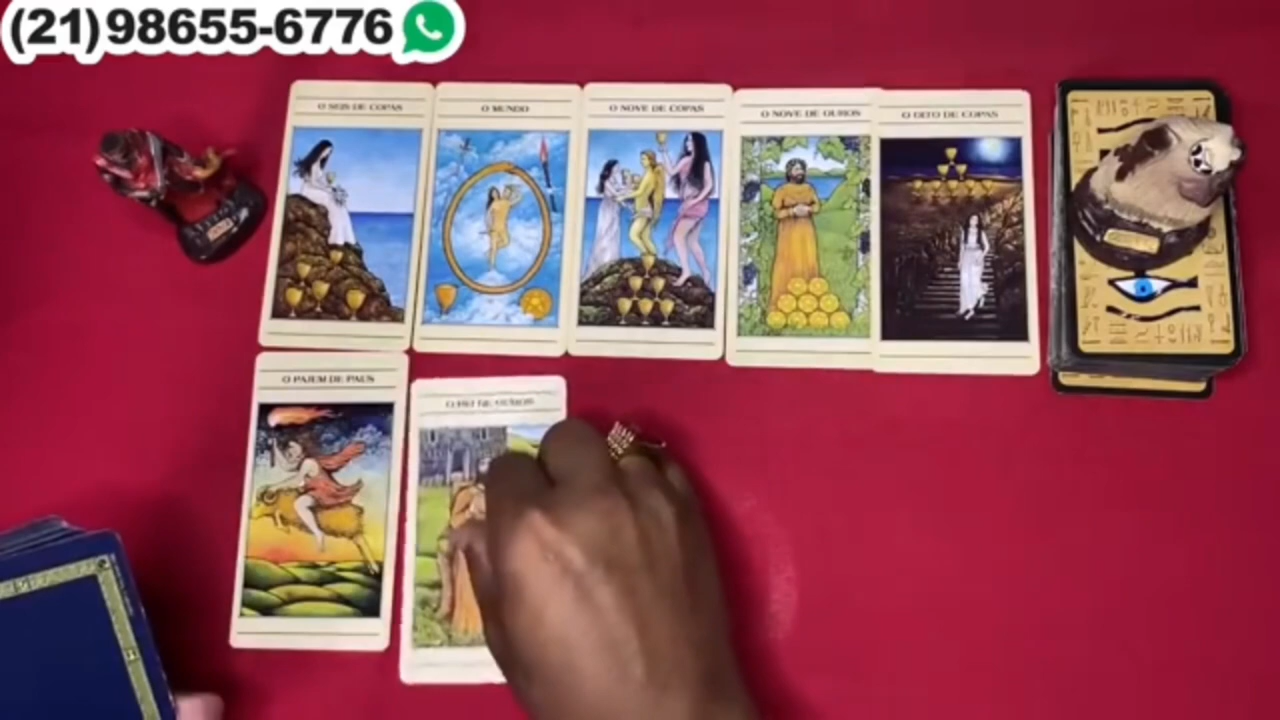 (21)98655-6776
O SEIS DE COPAS
O MUNDO
O NOVE DE COPAS
O NOVE DE OUROS
O OITO DE COPAS
O PAJEM DE PAUS